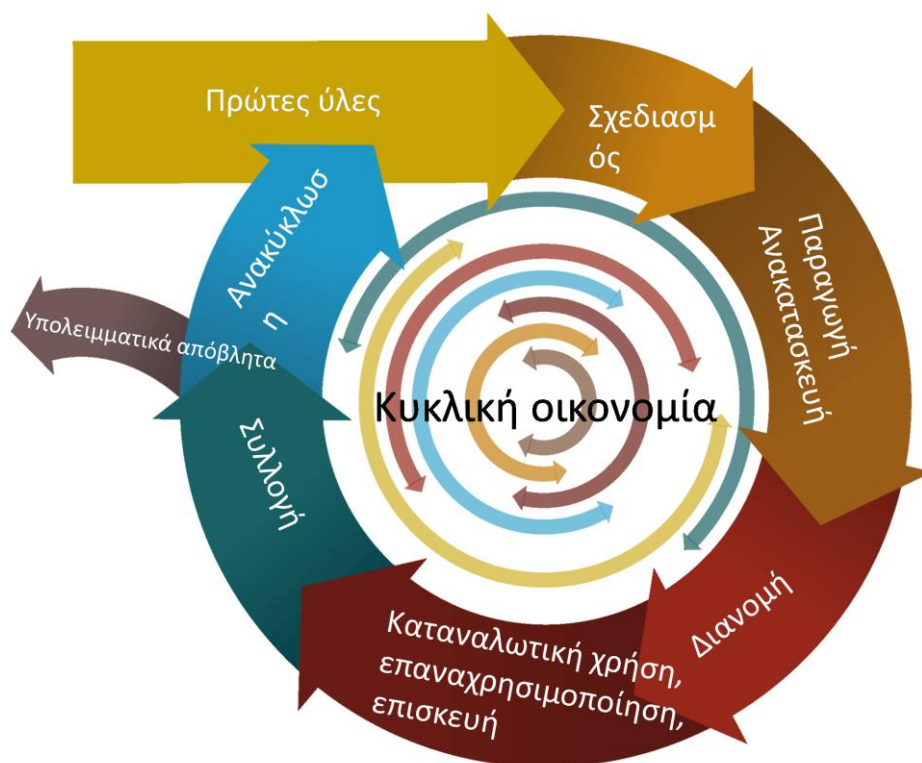 Πρώτες ύλες
Σχεδιασμ
ός
Παραγωγή
Ανακατασκευή
Διανομή
Καταναλωτική χρήση,
επαναχρησιμοποίηση,
επισκευή
Συλλογή
Ανακύκλωσ
η
Υπολειμματικά απόβλητα
Κυκλική οικονομία